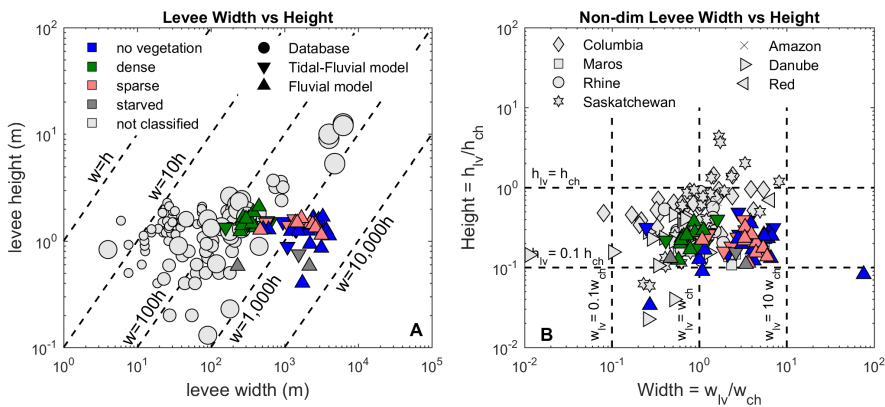 Levee Width vs Height
10^2
10^1
10^0
10^-1
levee height (m)
no vegetation
dense
sparse
starved
not classified
Database
Tidal-Fluvial model
Fluvial model
w=h
w=10h
w=100h
w=1,000h
w=10,000h
A
10^0
10^1
10^2
10^3
10^4
10^5
levee width (m)
Non-dim Levee Width vs Height
10^2
10^1
10^0
10^-1
10^-2
Height = h_lv/h_ch
Columbia
Maros
Rhine
Saskatchewan
Amazon
Danube
Red
h_lv = h_ch
h_lv = 0.1 h_ch
w_lv = 0.1w_ch
w_lv = w_ch
w_lv = 10 w_ch
B
10^-2
10^-1
10^0
10^1
10^2
Width = w_lv/w_ch